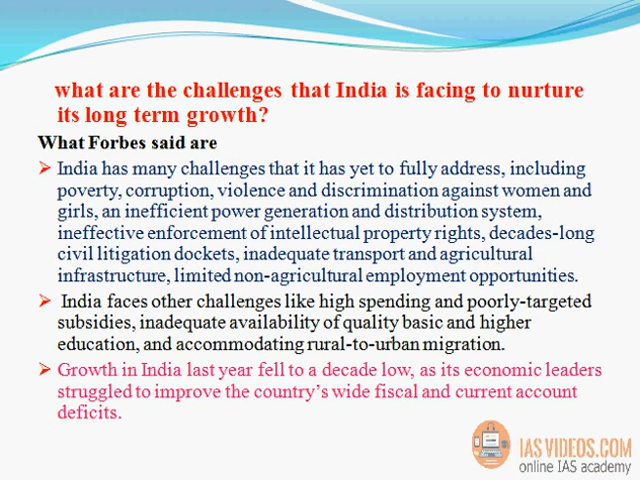 what are the challenges that India is facing to nurture
its long term growth?
What Forbes said are
➢ India has many challenges that it has yet to fully address, including
poverty, corruption, violence and discrimination against women and
girls, an inefficient power generation and distribution system,
ineffective enforcement of intellectual property rights, decades-long
civil litigation dockets, inadequate transport and agricultural
infrastructure, limited non-agricultural employment opportunities.
➢ India faces other challenges like high spending and poorly-targeted
subsidies, inadequate availability of quality basic and higher
education, and accommodating rural-to-urban migration.
➢ Growth in India last year fell to a decade low, as its economic leaders
struggled to improve the country's wide fiscal and current account
deficits.
IASVIDEOS.COM
online IAS academy